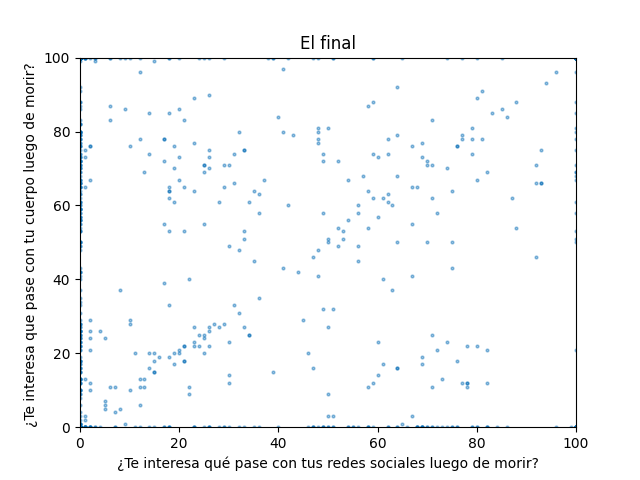 El final
¿Te interesa que pase con tu cuerpo luego de morir?
100
80
60
40
20
0
0 20 40 60 80 100
¿Te interesa qué pase con tus redes sociales luego de morir?